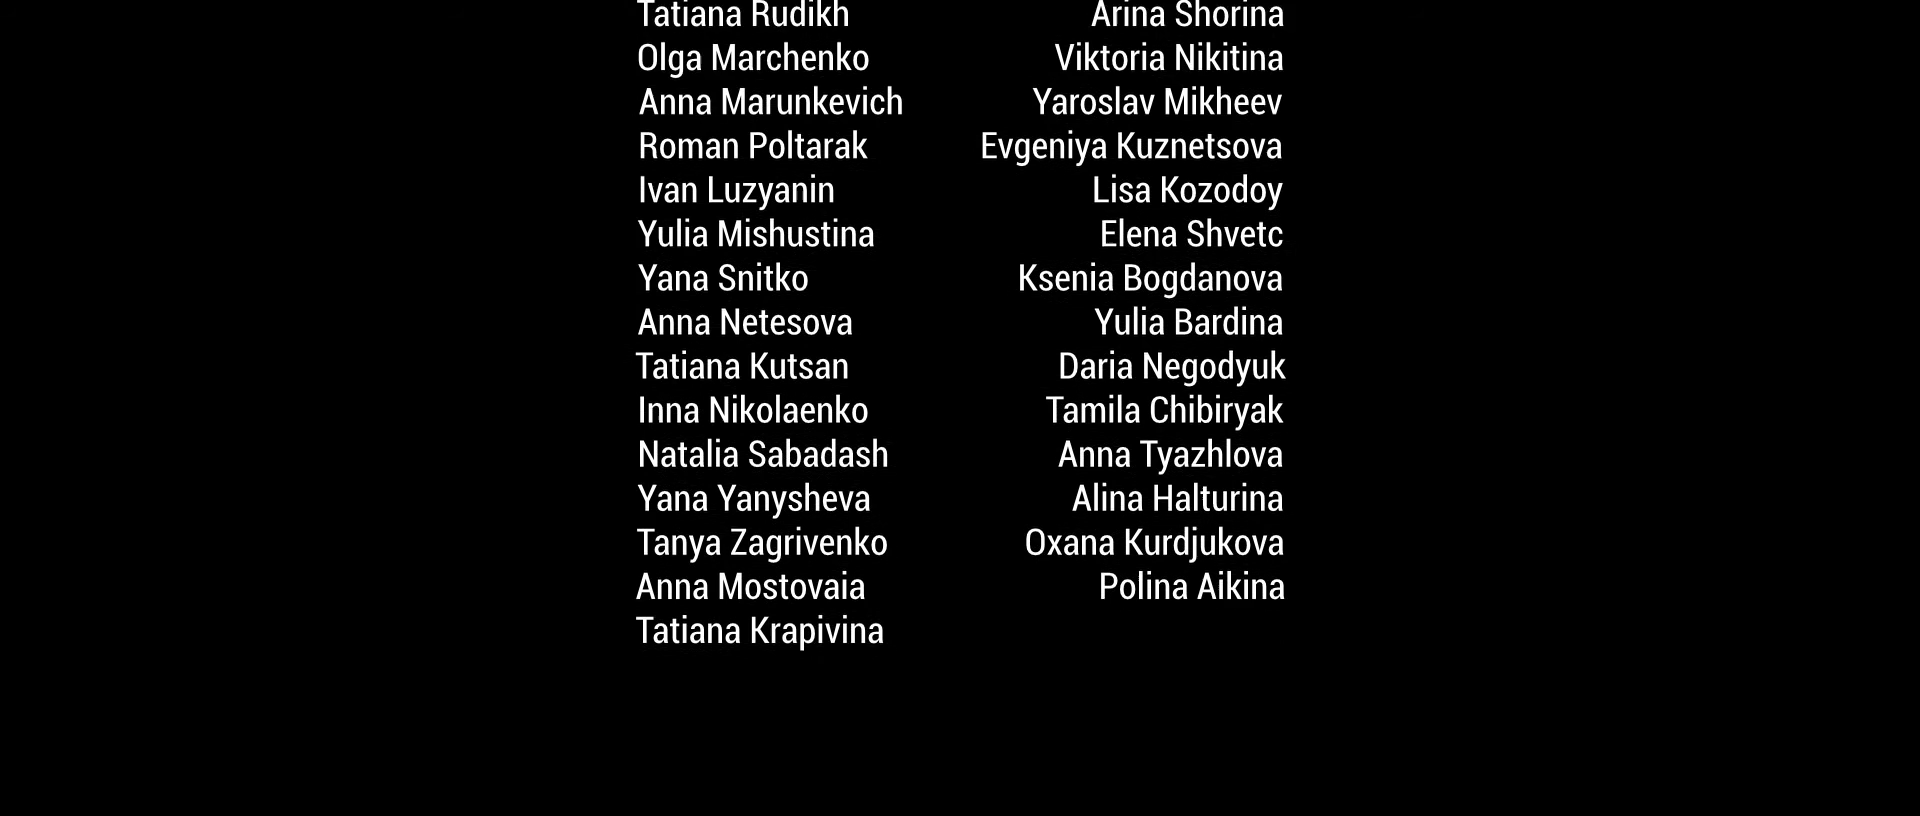 Tatiana Rudikh
Olga Marchenko
Anna Marunkevich
Roman Poltarak
Ivan Luzyanin
Yulia Mishustina
Yana Snitko
Anna Netesova
Tatiana Kutsan
Inna Nikolaenko
Natalia Sabadash
Yana Yanysheva
Tanya Zagrivenko
Anna Mostovaia
Tatiana Krapivina
Arina Shorina
Viktoria Nikitina
Yaroslav Mikheev
Evgeniya Kuznetsova
Lisa Kozodoy
Elena Shvetc
Ksenia Bogdanova
Yulia Bardina
Daria Negodyuk
Tamila Chibiryak
Anna Tyazhlova
Alina Halturina
Oxana Kurdjukova
Polina Aikina